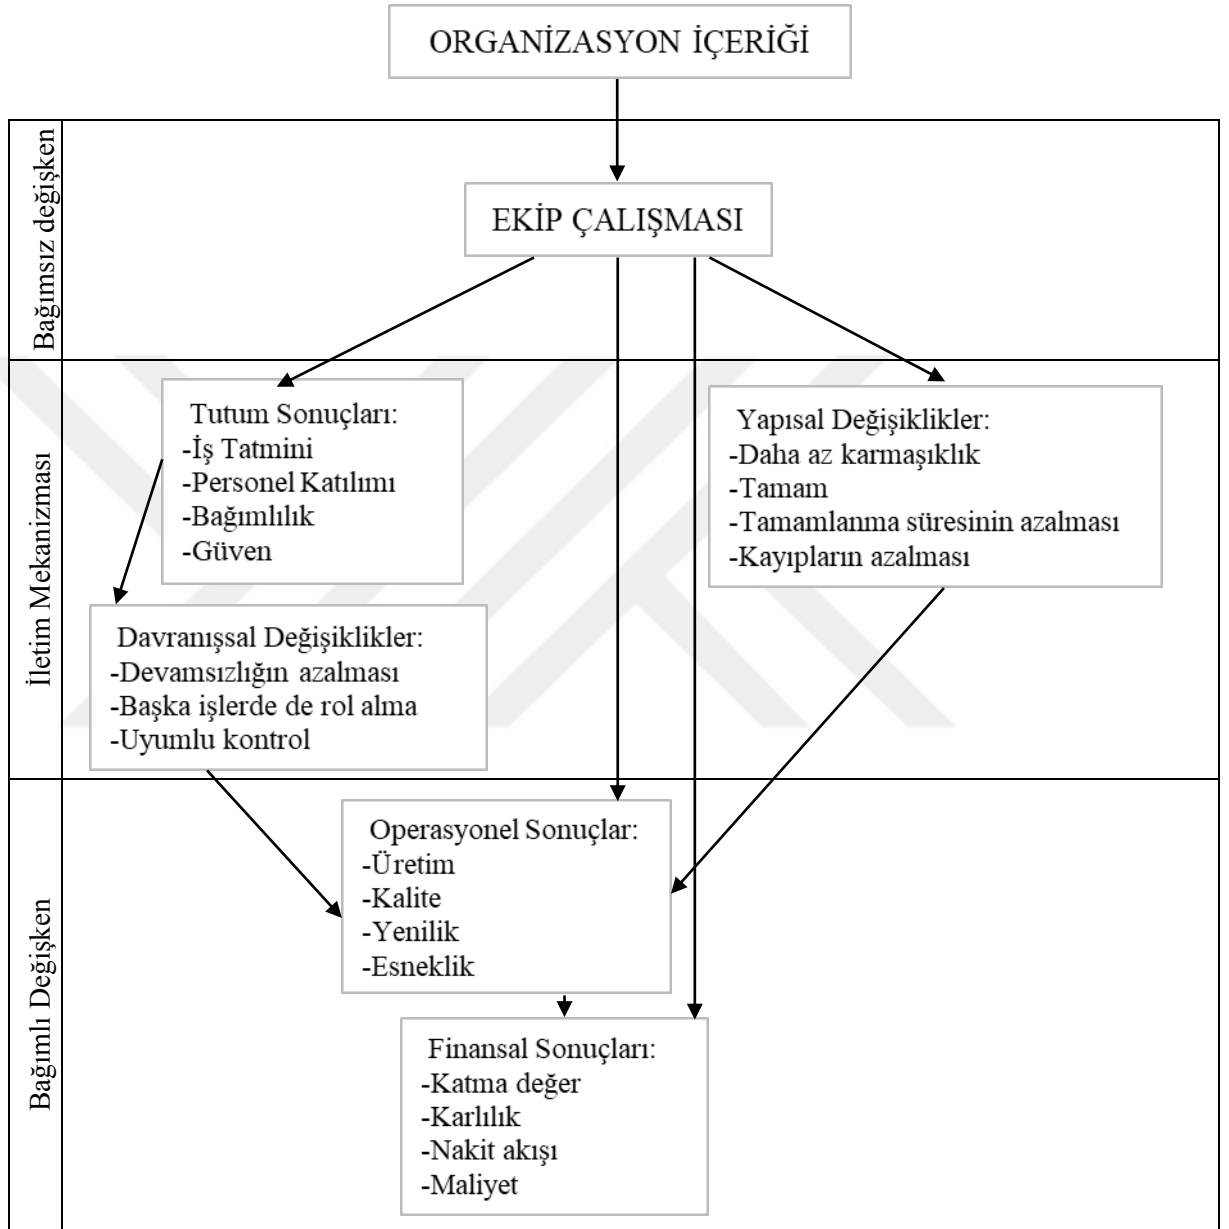 ORGANİZASYON İÇERİĞİ
Bağımsız değişken
EKİP ÇALIŞMASI
İletim Mekanizması
Tutum Sonuçları:
-İş Tatmini
-Personel Katılımı
-Bağımlılık
-Güven
Yapısal Değişiklikler:
-Daha az karmaşıklık
-Tamam
-Tamamlanma süresinin azalması
-Kayıpların azalması
Davranışsal Değişiklikler:
-Devamsızlığın azalması
-Başka işlerde de rol alma
-Uyumlu kontrol
Bağımlı Değişken
Operasyonel Sonuçlar:
-Üretim
-Kalite
-Yenilik
-Esneklik
Finansal Sonuçları:
-Katma değer
-Karlılık
-Nakit akışı
-Maliyet